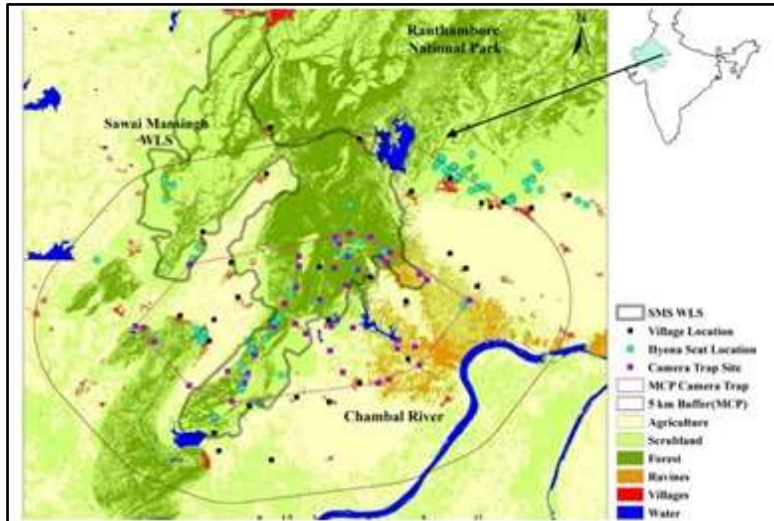 Ranthambore
National Park
N
Sawai Mansingh
WLS
Chambal River
SMS WLS
Village Location
Hyena Scat Location
Camera Trap Site
MCP Camera Trap
5 km Buffer(MCP)
Agriculture
Scrubland
Forest
Ravines
Villages
Water